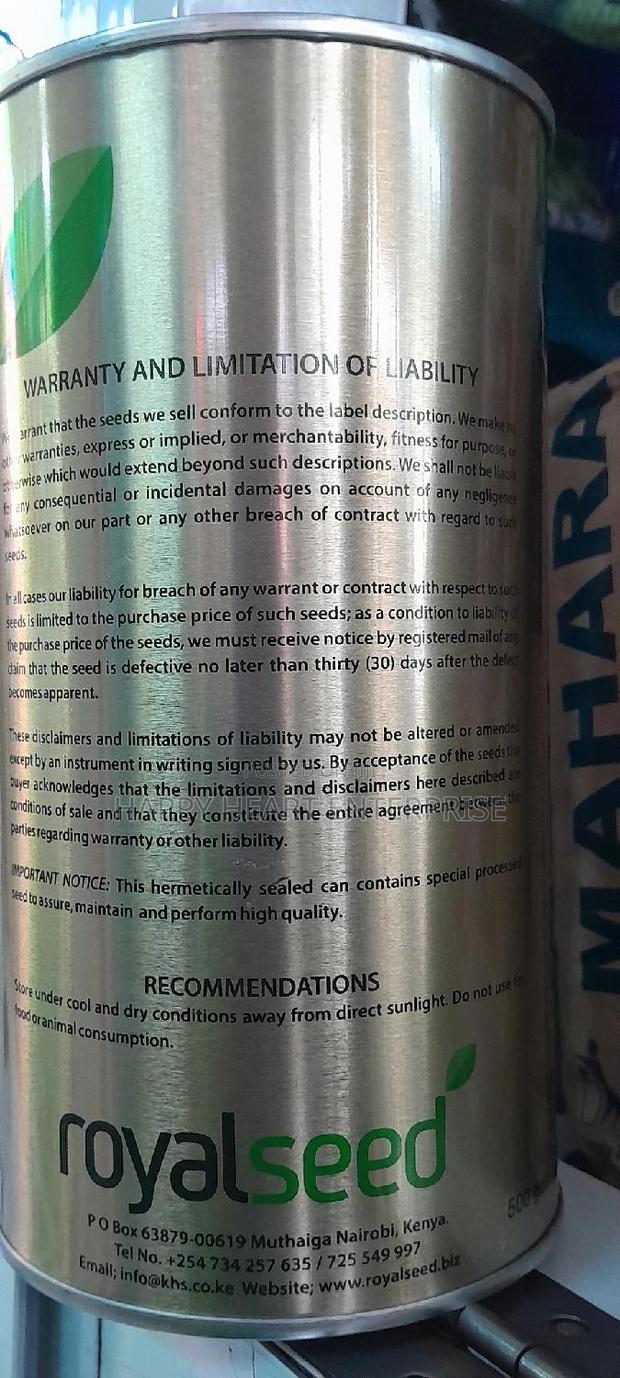 WARRANTY AND LIMITATION OF LIABILITY
arrant that the seeds we sell conform to the label description. We make no
warranties, express or implied, or merchantability, fitness for purpose, or
erwise which would extend beyond such descriptions. We shall not be liable
for any consequential or incidental damages on account of any negligence
whatsoever on our part or any other breach of contract with regard to such
seeds.
In all cases our liability for breach of any warrant or contract with respect to such
seeds is limited to the purchase price of such seeds; as a condition to liability of
the purchase price of the seeds, we must receive notice by registered mail of any
claim that the seed is defective no later than thirty (30) days after the defect
becomes apparent.
These disclaimers and limitations of liability may not be altered or amended
except by an instrument in writing signed by us. By acceptance of the seeds the
buyer acknowledges that the limitations and disclaimers here described are
conditions of sale and that they constitute the entire agreement between the
parties regarding warranty or other liability.
IMPORTANT NOTICE: This hermetically sealed can contains special processed
seed to assure, maintain and perform high quality.
RECOMMENDATIONS
Store under cool and dry conditions away from direct sunlight. Do not use for
food or animal consumption.
royalseed
P O Box 63879-00619 Muthaiga Nairobi, Kenya.
Tel No. +254 734 257 635 / 725 549 997
Email; info@khs.co.ke Website; www.royalseed.biz
500
MAHARA
HARRY HEART ENTERPRISE